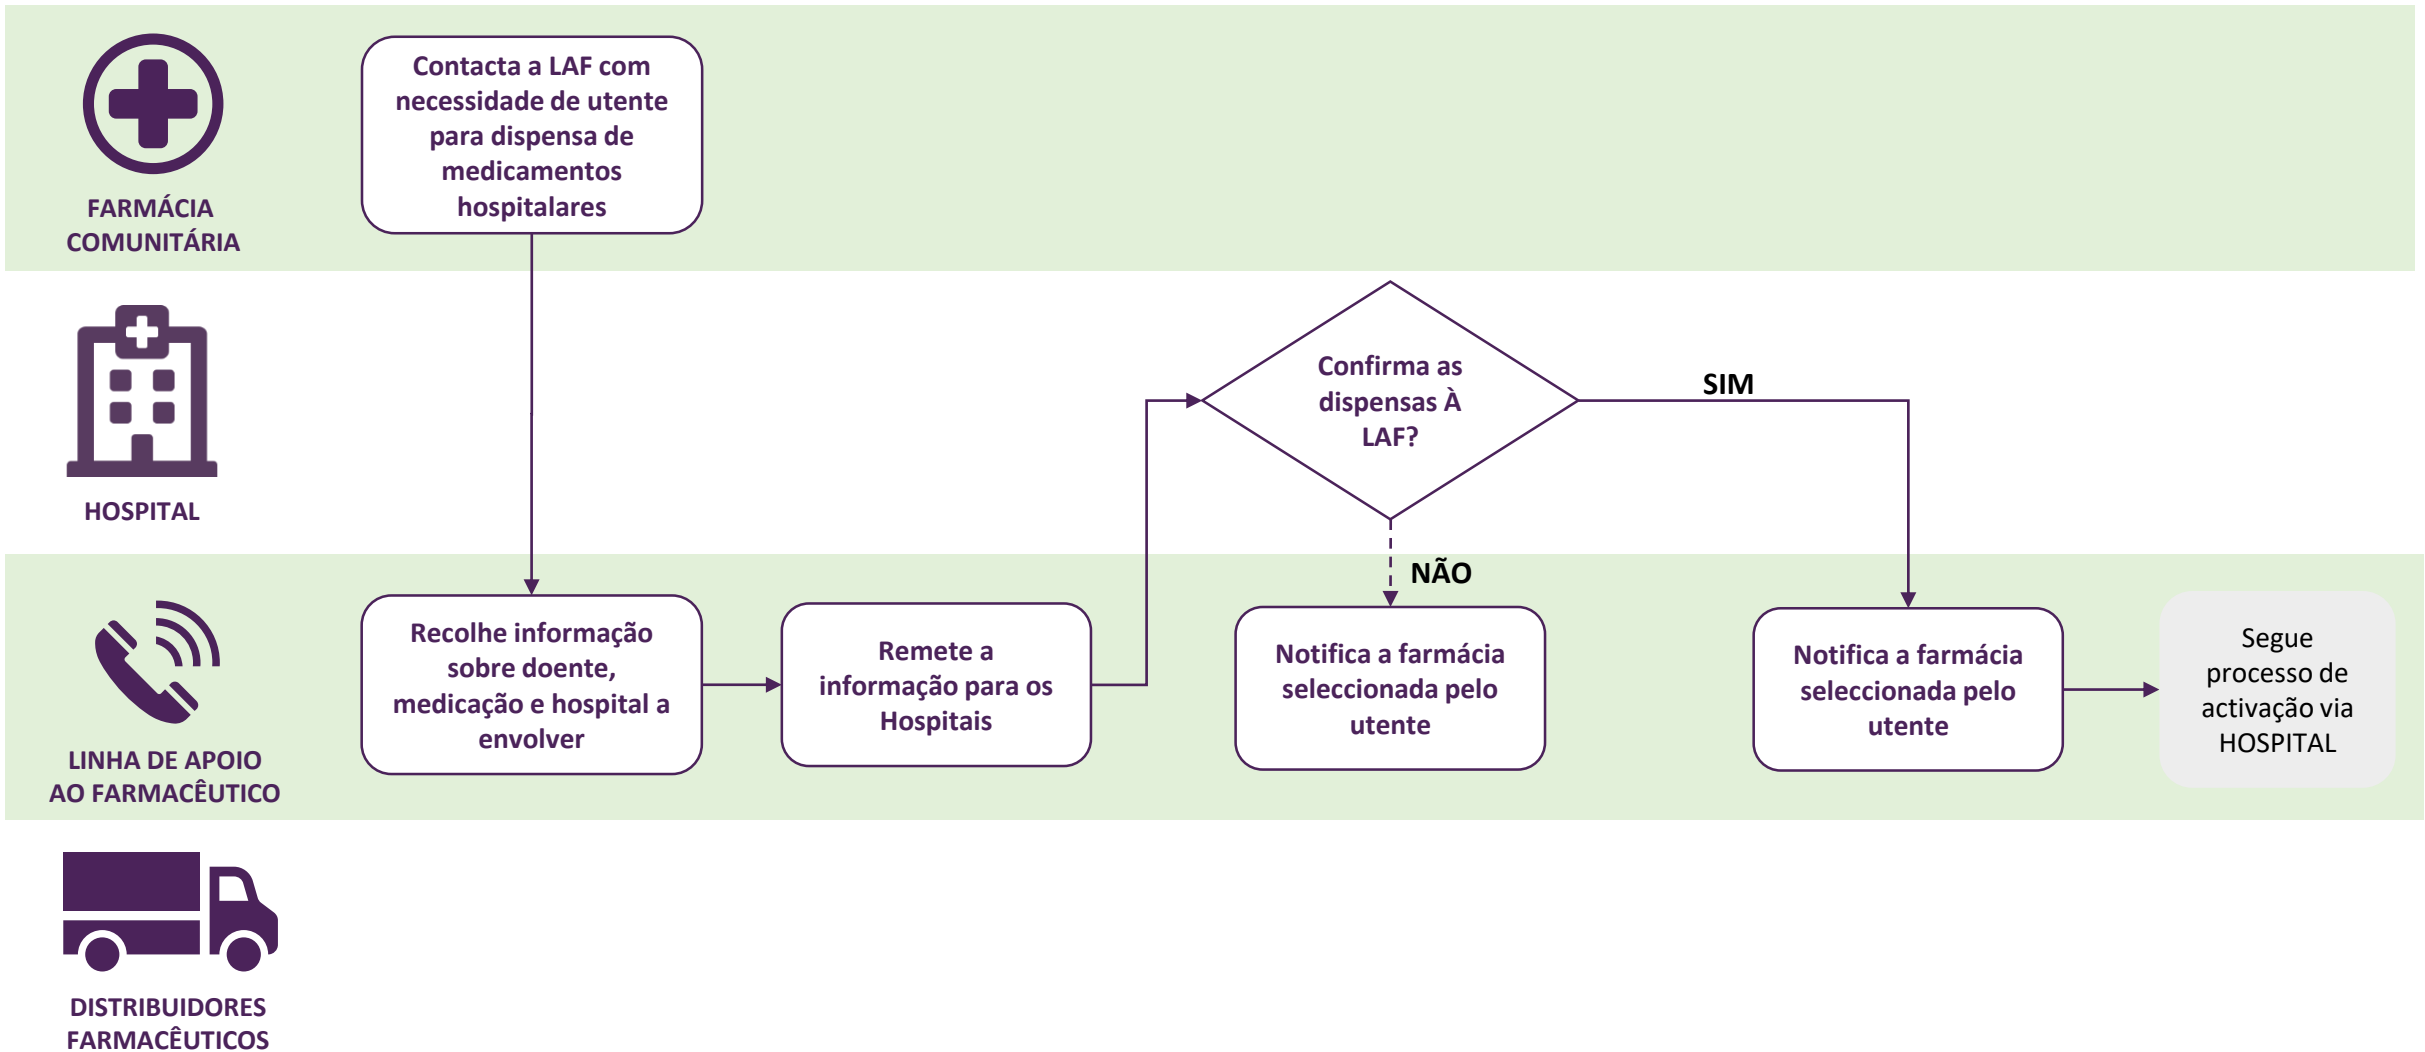 Contacta a LAF com
necessidade de utente
para dispensa de
medicamentos
hospitalares
FARMÁCIA
COMUNITÁRIA
Confirma as
dispensas À
LAF?
SIM
HOSPITAL
NÃO
Recolhe informação
sobre doente,
medicação e hospital a
envolver
Remete a
informação para os
Hospitais
Notifica a farmácia
seleccionada pelo
utente
Notifica a farmácia
seleccionada pelo
utente
Segue
processo de
activação via
HOSPITAL
LINHA DE APOIO
AO FARMACÊUTICO
DISTRIBUIDORES
FARMACÊUTICOS